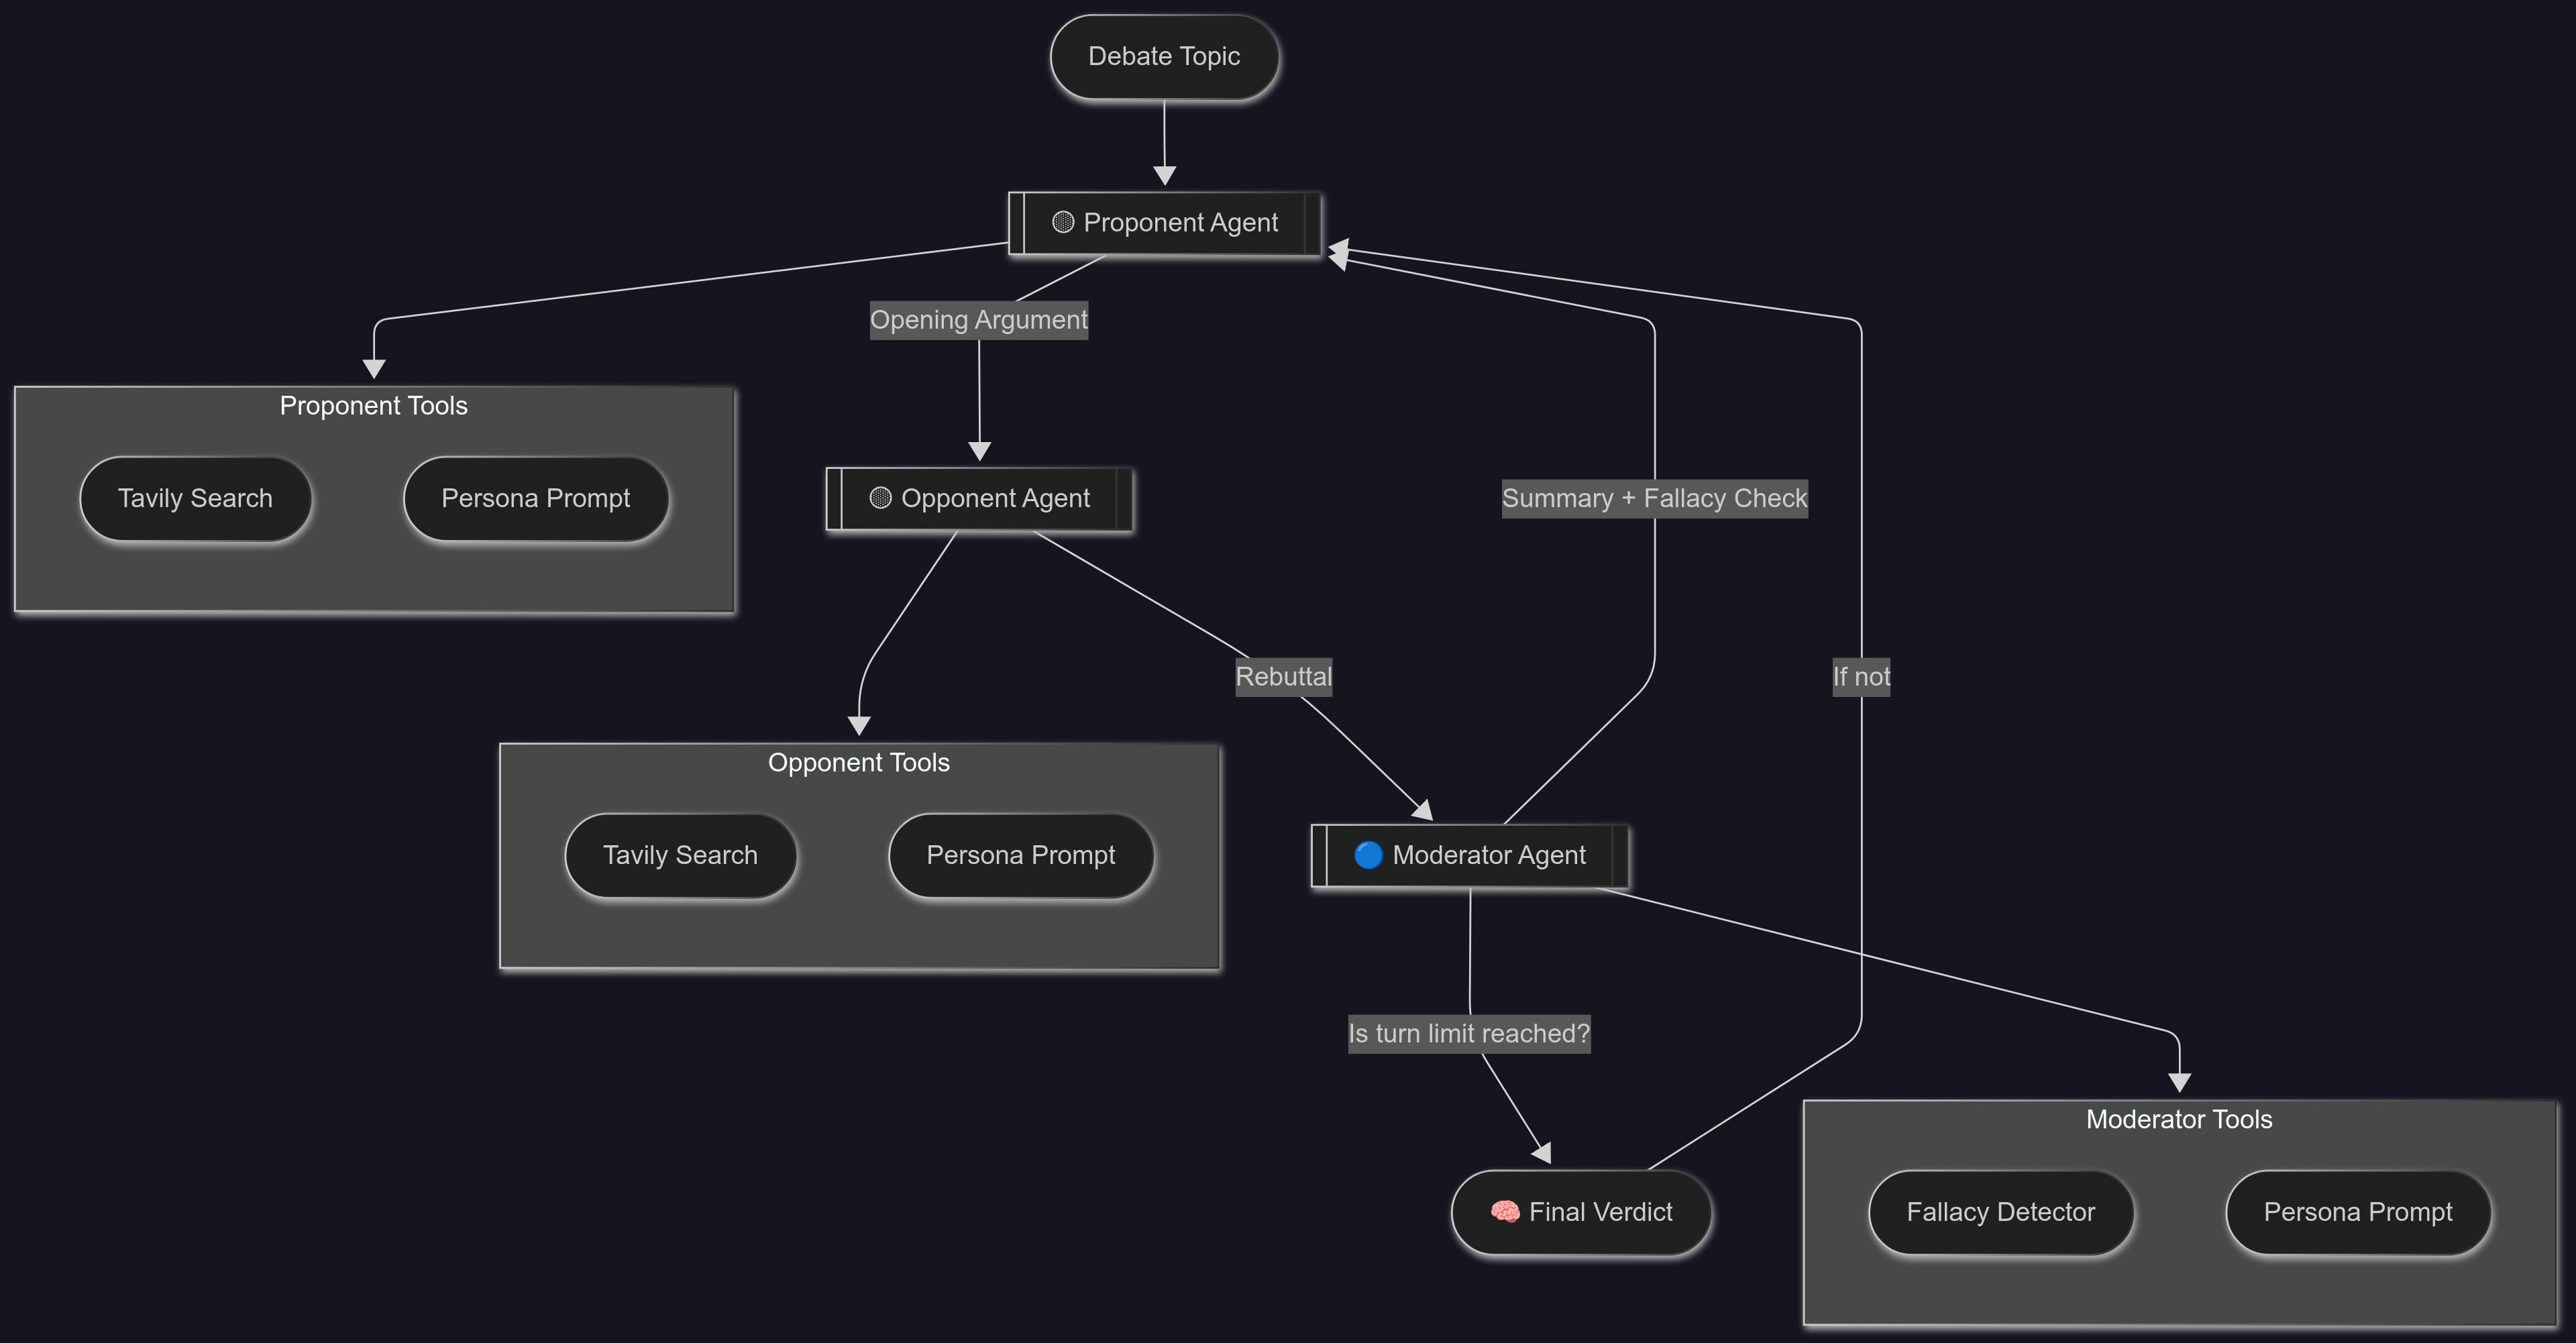 Debate Topic
Proponent Agent
Opening Argument
Proponent Tools
Tavily Search
Persona Prompt
Opponent Agent
Summary + Fallacy Check
Rebuttal
If not
Opponent Tools
Tavily Search
Persona Prompt
Moderator Agent
Is turn limit reached?
Moderator Tools
Final Verdict
Fallacy Detector
Persona Prompt